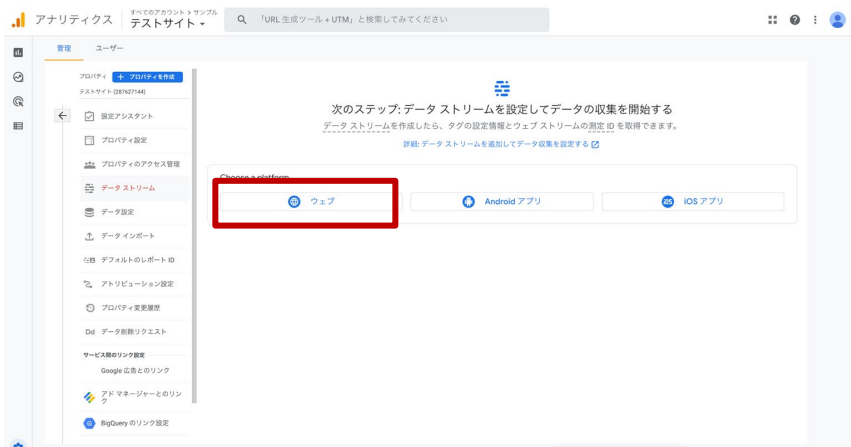 アナリティクス
すべてのアカウント > サンプル
テストサイト
「URL 生成ツール + UTM」と検索してみてください
管理
ユーザー
プロパティ
+ プロパティを作成
テストサイト (287627144)
設定アシスタント
プロパティ設定
プロパティのアクセス管理
データ ストリーム
データ設定
データ インポート
デフォルトのレポート ID
アトリビューション設定
プロパティ変更履歴
Dd データ削除リクエスト
サービス間のリンク設定
Google 広告とのリンク
アド マネージャーとのリン
ク
BigQuery のリンク設定
次のステップ: データ ストリームを設定してデータの収集を開始する
データ ストリームを作成したら、タグの設定情報とウェブ ストリームの測定 ID を取得できます。
詳細: データ ストリームを追加してデータ収集を設定する
Choose a platform
ウェブ
Android アプリ
iOS iOS アプリ